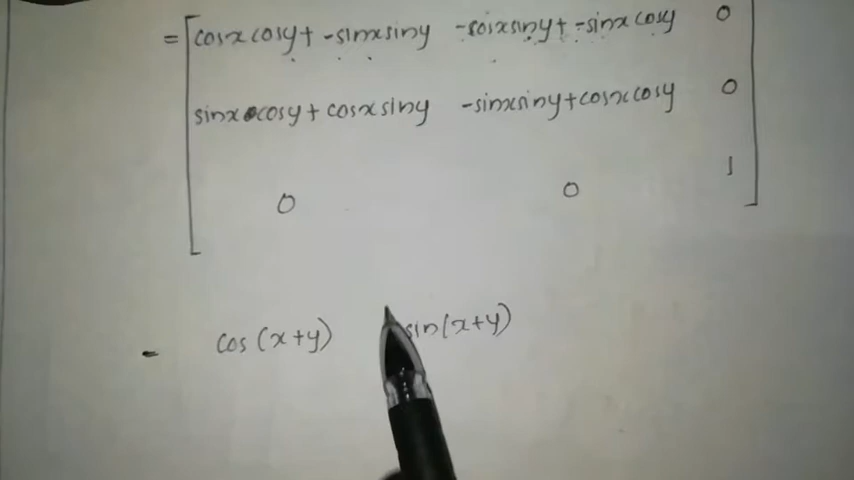 = cosx cosy + -sinx siny -cosx siny + -sinx cosy 0
sinx cosy + cosx siny -sinx siny + cosx cosy 0
0 0 1
cos (x+y) sin (x+y)